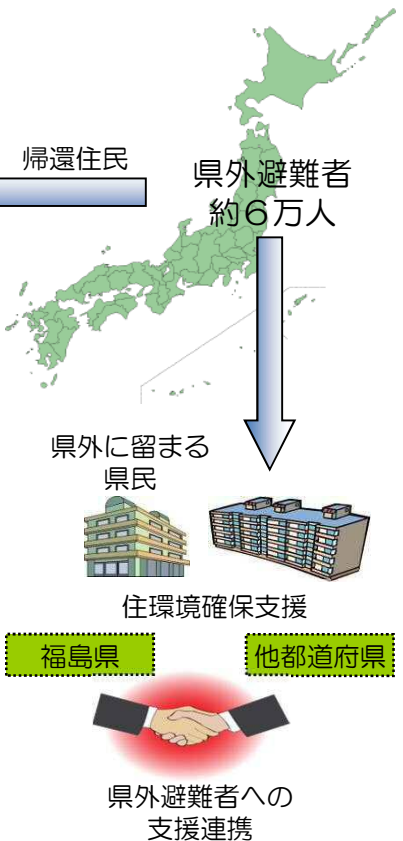 帰還住民
県外避難者
約6万人
県外に留まる
県民
住環境確保支援
福島県
他都道府県
県外避難者への
支援連携